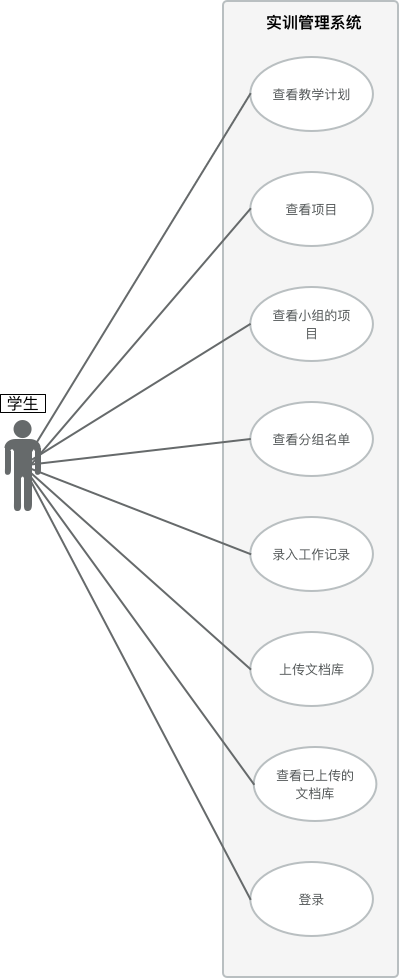 实训管理系统
查看教学计划
查看项目
查看小组的项
目
学生
查看分组名单
录入工作记录
上传文档库
查看已上传的
文档库
登录